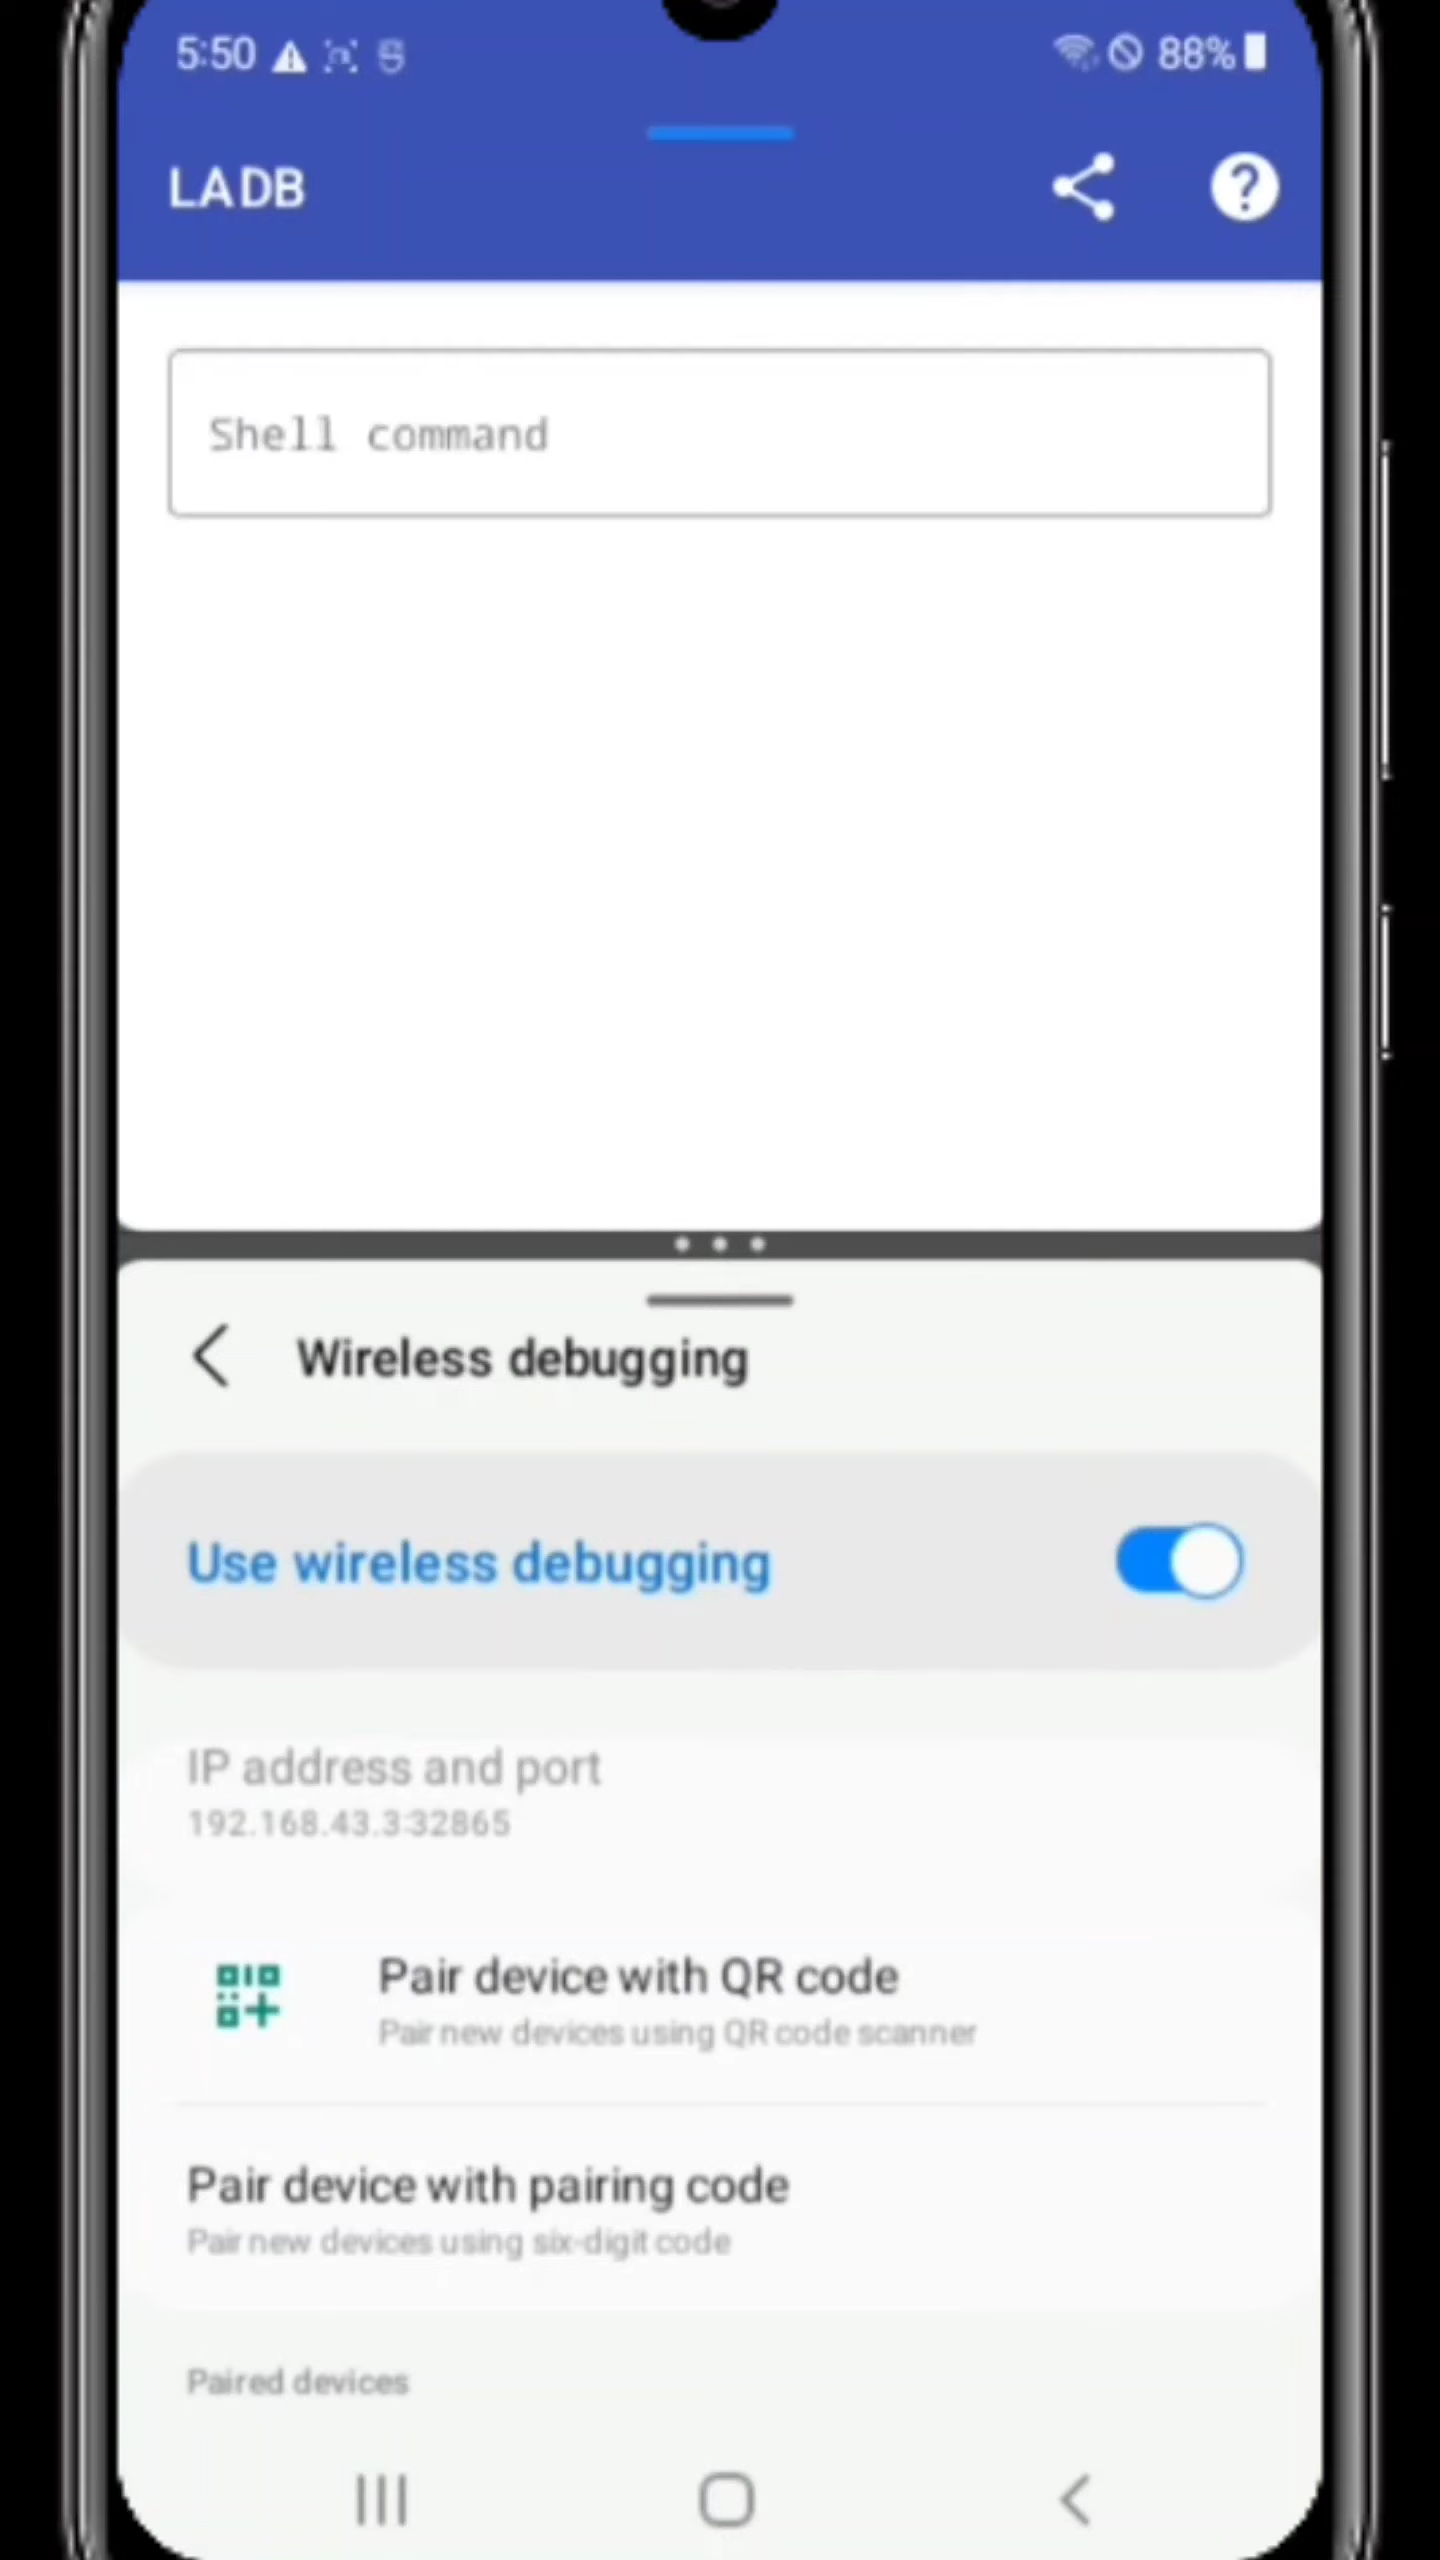 5:50
88%
LADB
Shell command
Wireless debugging
Use wireless debugging
IP address and port
192.168.43.3:32865
Pair device with QR code
Pair new devices using QR code scanner
Pair device with pairing code
Pair new devices using six-digit code
Paired devices